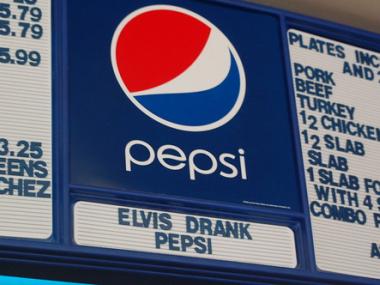 5.79
5.79
5.99
3.25
EENS
CHEZ
pepsi
ELVIS DRANK
PEPSI
PLATES INC
AND 2
PORK
BEEF
TURKEY
12 CHICKEN
12 SLAB
SLAB
1 SLAB FO
WITH 4 S
COMBO P
A